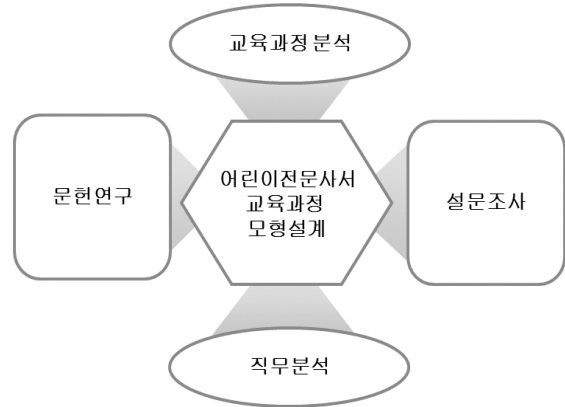 교육과정 분석
문헌연구
어린이전문사서
교육과정
모형설계
설문조사
직무분석